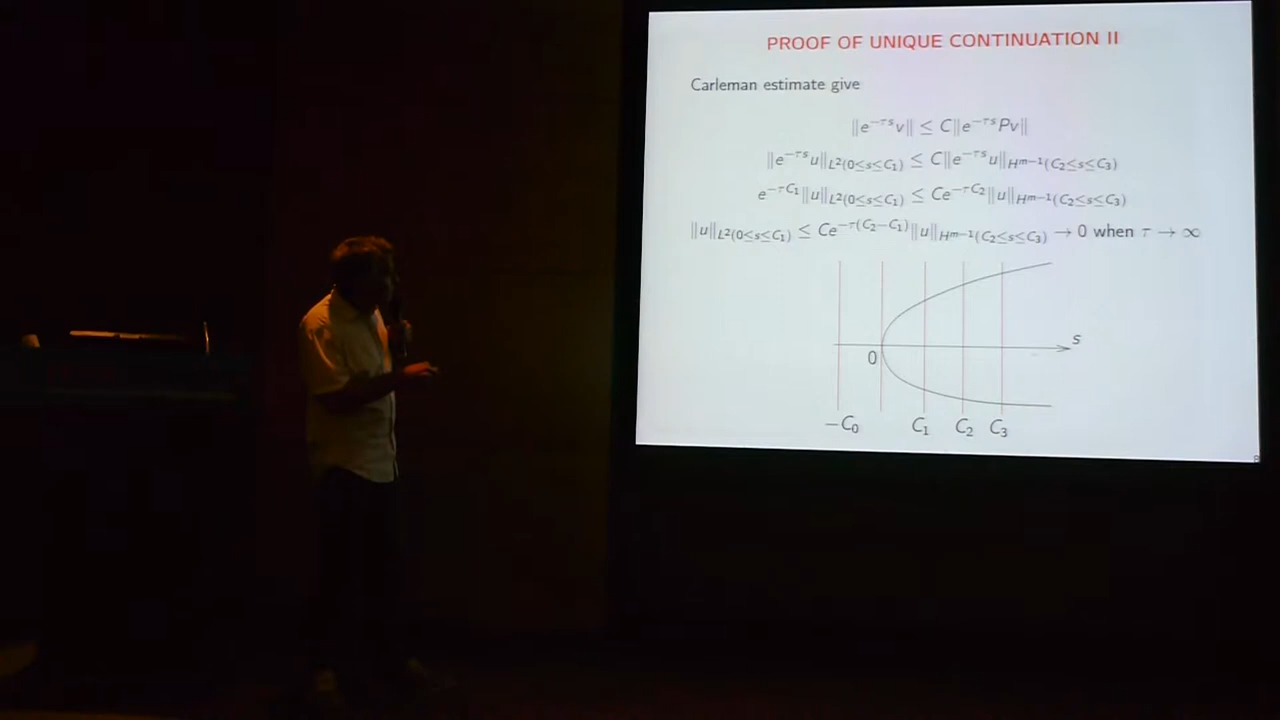 PROOF OF UNIQUE CONTINUATION II
Carleman estimate give
‖e^{−τs}v‖ ≤ C‖e^{−τs}Pv‖
‖e^{−τs}u‖_{L²(0≤s≤C₁)} ≤ C‖e^{−τs}u‖_{H^{m−1}(C₂≤s≤C₃)}
e^{−τC₁}‖u‖_{L²(0≤s≤C₁)} ≤ Ce^{−τC₂}‖u‖_{H^{m−1}(C₂≤s≤C₃)}
‖u‖_{L²(0≤s≤C₁)} ≤ Ce^{−τ(C₂−C₁)}‖u‖_{H^{m−1}(C₂≤s≤C₃)} → 0 when τ → ∞
s
0
−C₀ C₁ C₂ C₃